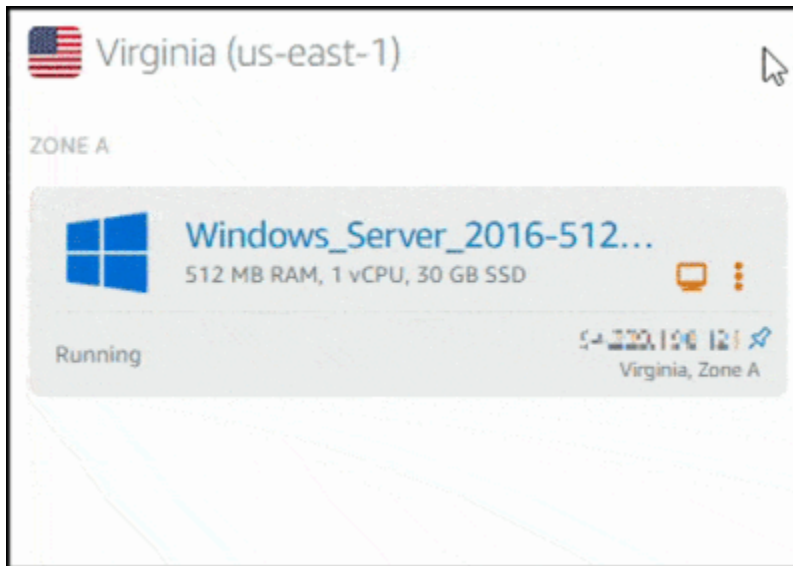 Virginia (us-east-1)
ZONE A
Windows_Server_2016-512...
512 MB RAM, 1 vCPU, 30 GB SSD
Running
Virginia, Zone A